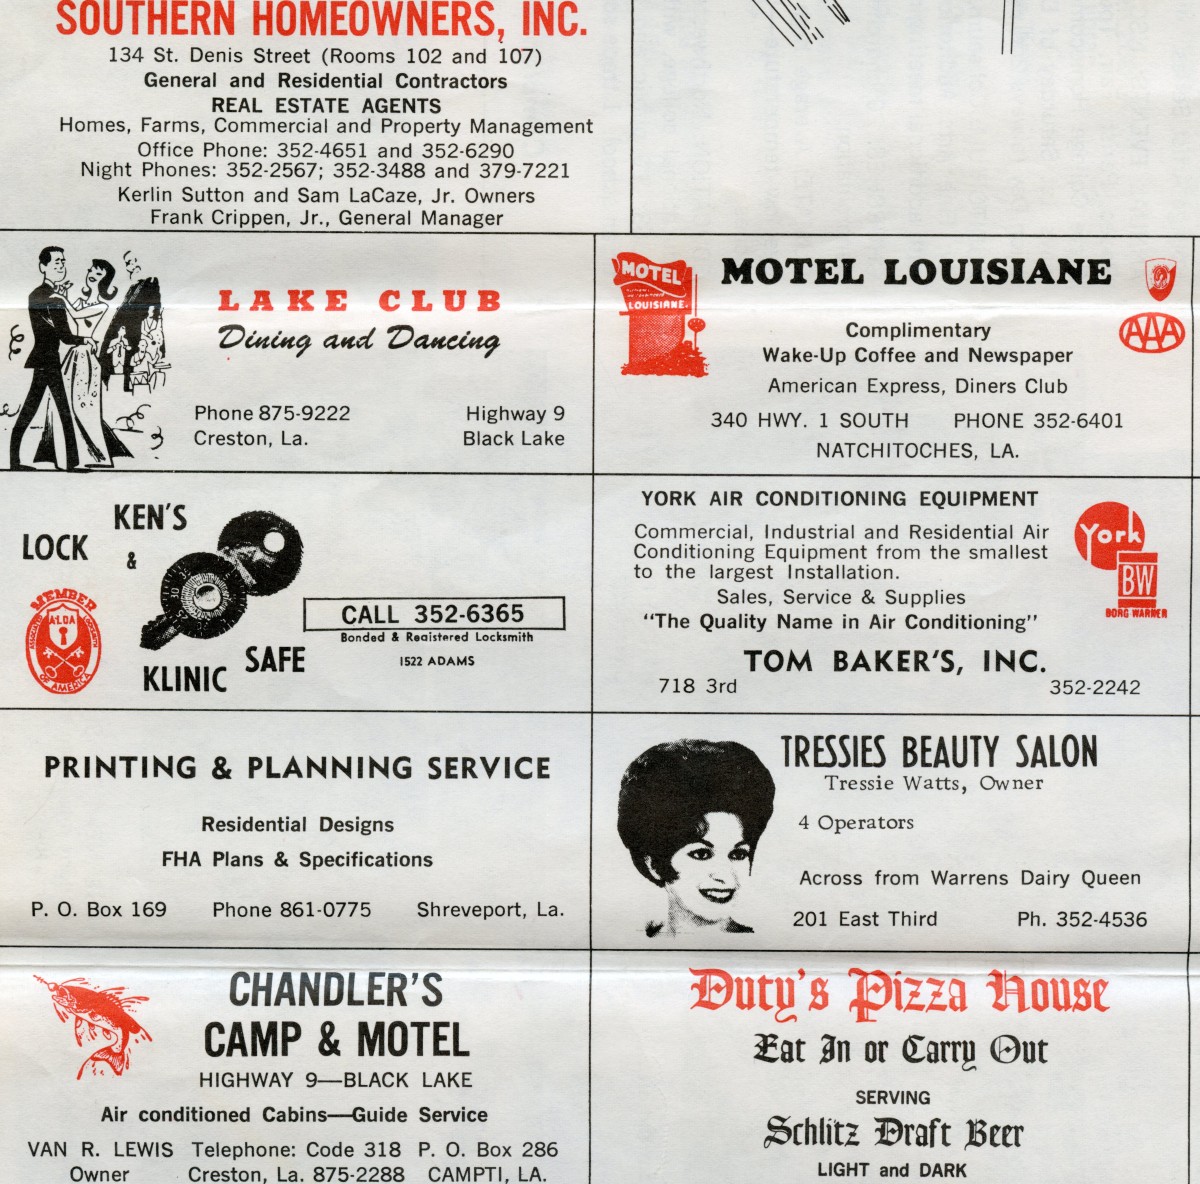 SOUTHERN HOMEOWNERS, INC.
134 St. Denis Street (Rooms 102 and 107)
General and Residential Contractors
REAL ESTATE AGENTS
Homes, Farms, Commercial and Property Management
Office Phone: 352-4651 and 352-6290
Night Phones: 352-2567; 352-3488 and 379-7221
Kerlin Sutton and Sam LaCaze, Jr. Owners
Frank Crippen, Jr., General Manager
LAKE CLUB
Dining and Dancing
Phone 875-9222 Highway 9
Creston, La. Black Lake
MOTEL
LOUISIANE
MOTEL LOUISIANE
AAA
Complimentary
Wake-Up Coffee and Newspaper
American Express, Diners Club
340 HWY. 1 SOUTH PHONE 352-6401
NATCHITOCHES, LA.
KEN'S
LOCK
&
KLINIC
SAFE
MEMBER
ALOA
ASSOCIATED LOCKSMITHS
OF AMERICA
CALL 352-6365
Bonded & Registered Locksmith
1522 ADAMS
YORK AIR CONDITIONING EQUIPMENT
Commercial, Industrial and Residential Air
Conditioning Equipment from the smallest
to the largest Installation.
Sales, Service & Supplies
"The Quality Name in Air Conditioning"
TOM BAKER'S, INC.
718 3rd 352-2242
York
BW
BORG WARNER
PRINTING & PLANNING SERVICE
Residential Designs
FHA Plans & Specifications
P. O. Box 169 Phone 861-0775 Shreveport, La.
TRESSIES BEAUTY SALON
Tressie Watts, Owner
4 Operators
Across from Warrens Dairy Queen
201 East Third Ph. 352-4536
CHANDLER'S
CAMP & MOTEL
HIGHWAY 9—BLACK LAKE
Air conditioned Cabins—Guide Service
VAN R. LEWIS Telephone: Code 318 P. O. Box 286
Owner Creston, La. 875-2288 CAMPTI, LA.
Duty's Pizza House
Eat In or Carry Out
SERVING
Schlitz Draft Beer
LIGHT and DARK